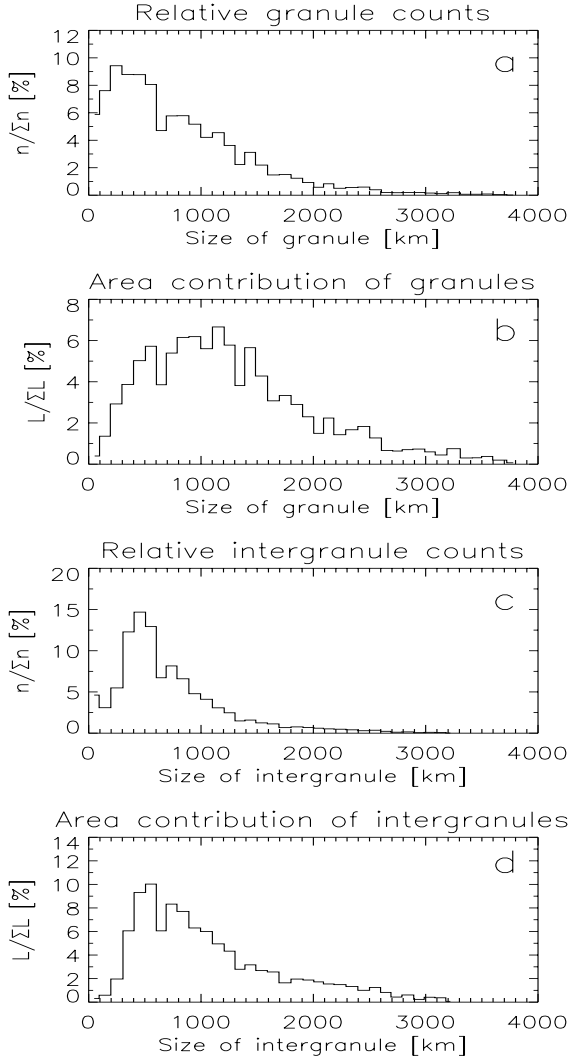 Relative granule counts
12
10
8
6
4
2
0
n/Σn [%]
a
0 1000 2000 3000 4000
Size of granule [km]
Area contribution of granules
8
6
4
2
0
L/ΣL [%]
b
0 1000 2000 3000 4000
Size of granule [km]
Relative intergranule counts
20
15
10
5
0
n/Σn [%]
c
0 1000 2000 3000 4000
Size of intergranule [km]
Area contribution of intergranules
14
12
10
8
6
4
2
0
L/ΣL [%]
d
0 1000 2000 3000 4000
Size of intergranule [km]